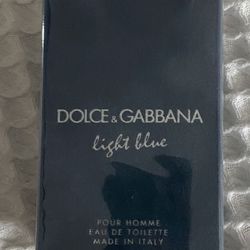 DOLCE & GABBANA
light blue
POUR HOMME
EAU DE TOILETTE
MADE IN ITALY